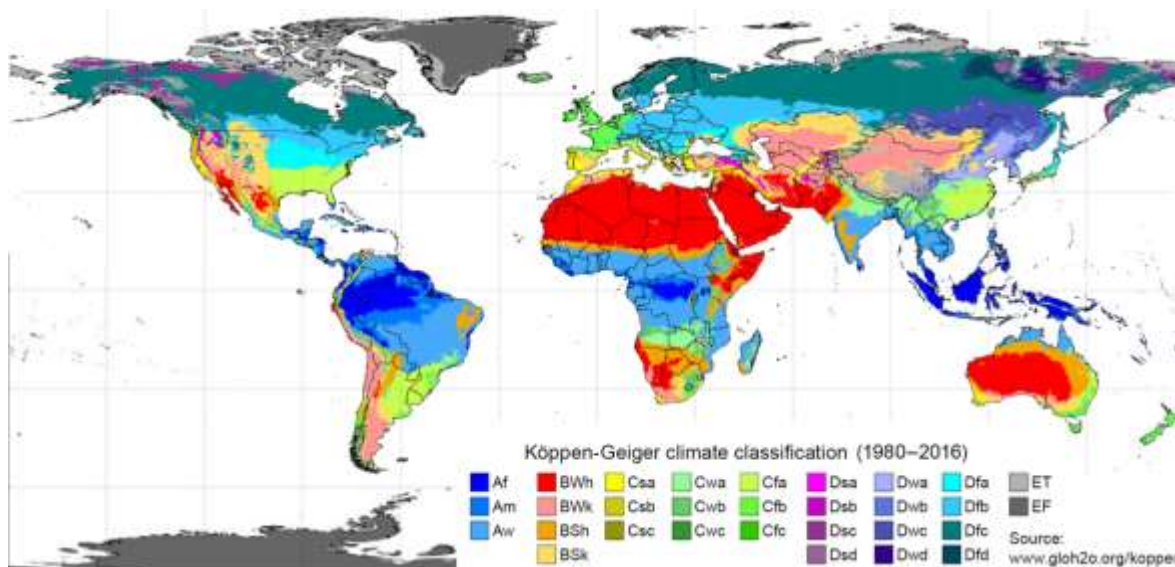 Köppen-Geiger climate classification (1980–2016)
Af BWh Csa Cwa Cfa Dsa Dwa Dfa ET
Am BWk Csb Cwb Cfb Dsb Dwb Dfb EF
Aw BSh Csc Cwc Cfc Dsc Dwc Dfc Source:
BSk Dsd Dwd Dfd www.gloh2o.org/koppen